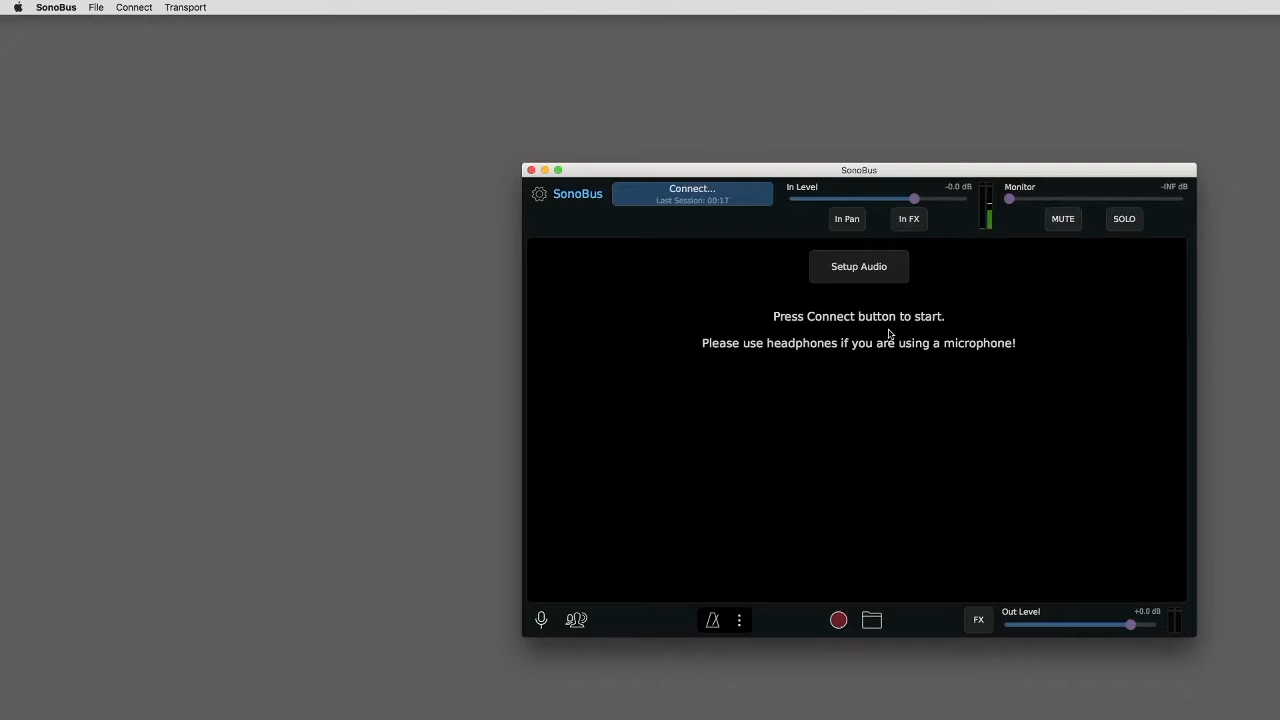 SonoBus File Connect Transport
SonoBus
SonoBus
Connect...
Last Session: 00:17
In Level -0.0 dB
In Pan In FX
Monitor -INF dB
MUTE SOLO
Setup Audio
Press Connect button to start.
Please use headphones if you are using a microphone!
FX
Out Level +0.0 dB